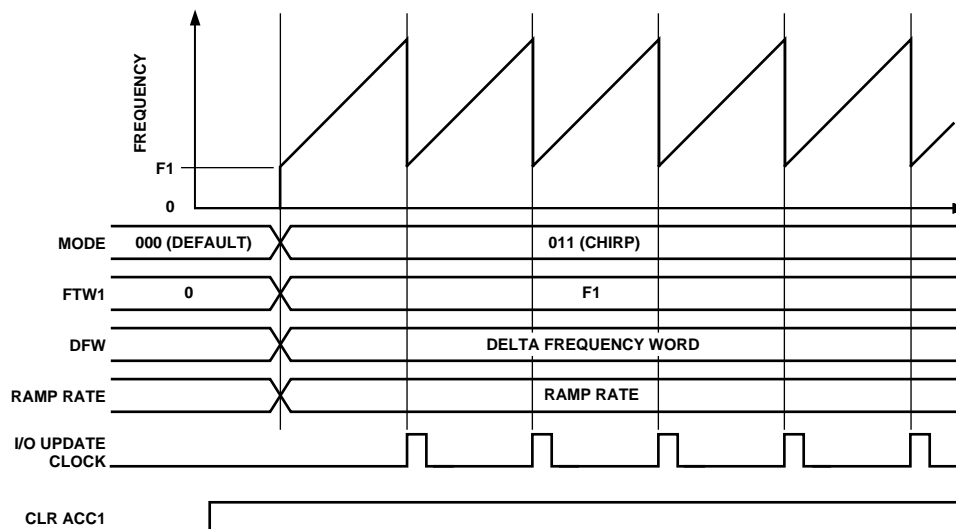 FREQUENCY
F1
0
MODE
000 (DEFAULT)
011 (CHIRP)
FTW1
0
F1
DFW
DELTA FREQUENCY WORD
RAMP RATE
RAMP RATE
I/O UPDATE
CLOCK
CLR ACC1